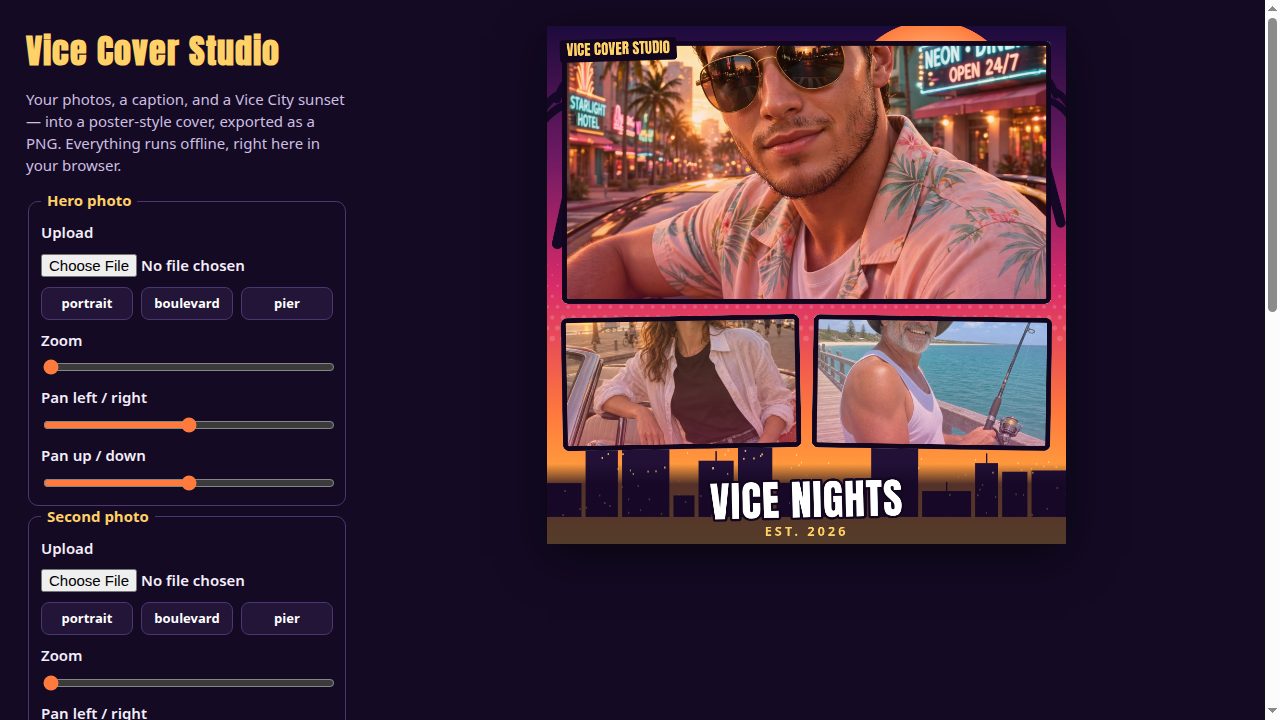 Vice Cover Studio
Your photos, a caption, and a Vice City sunset
— into a poster-style cover, exported as a
PNG. Everything runs offline, right here in
your browser.
Hero photo
Upload
Choose File No file chosen
portrait boulevard pier
Zoom
Pan left / right
Pan up / down
Second photo
Upload
Choose File No file chosen
portrait boulevard pier
Zoom
Pan left / right
VICE COVER STUDIO
STARLIGHT
HOTEL
NEON • DINER
OPEN 24/7
VICE NIGHTS
EST. 2026